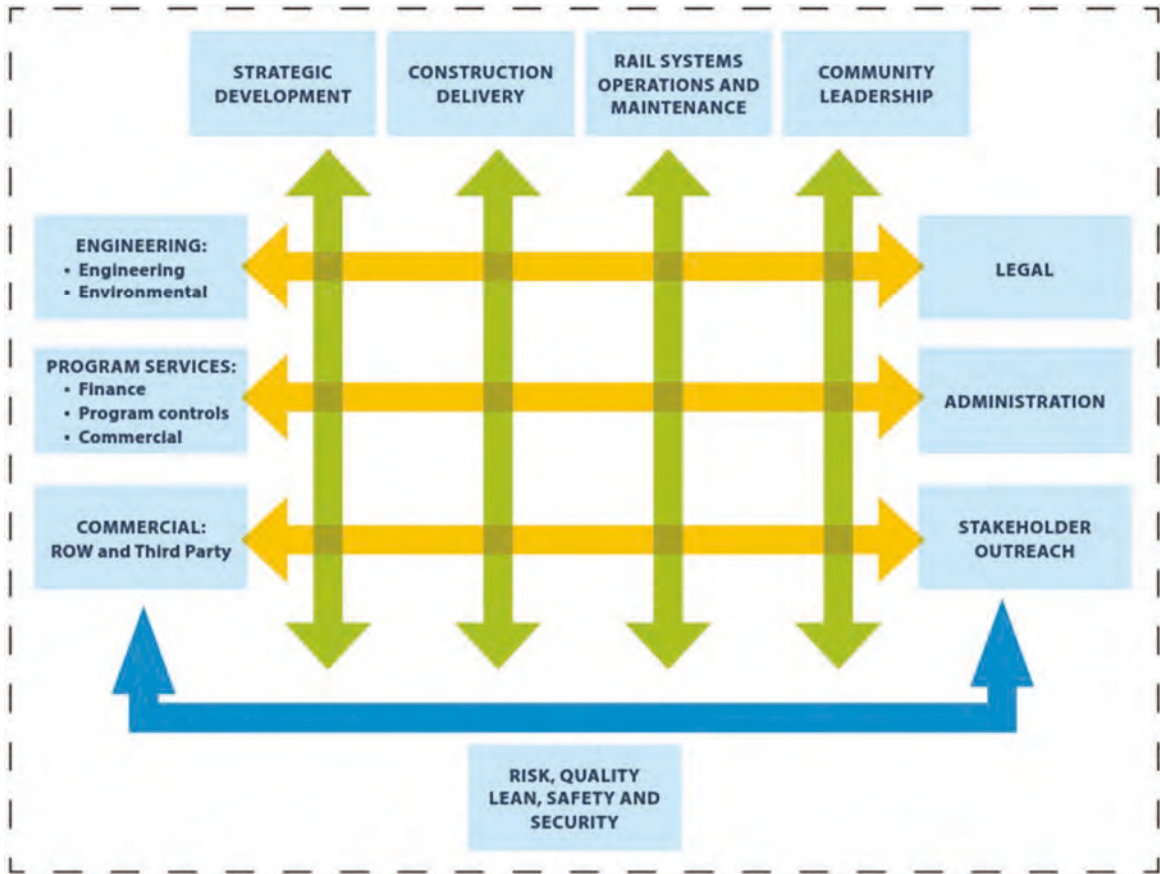 STRATEGIC
DEVELOPMENT
CONSTRUCTION
DELIVERY
RAIL SYSTEMS
OPERATIONS AND
MAINTENANCE
COMMUNITY
LEADERSHIP
ENGINEERING:
• Engineering
• Environmental
LEGAL
PROGRAM SERVICES:
• Finance
• Program controls
• Commercial
ADMINISTRATION
COMMERCIAL:
ROW and Third Party
STAKEHOLDER
OUTREACH
RISK, QUALITY
LEAN, SAFETY AND
SECURITY